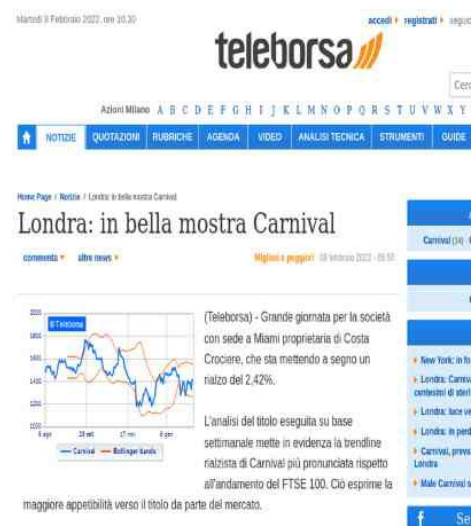 Martedì 8 Febbraio 2022, ore 10.30
accedi registrati
teleborsa
Azioni Milano A B C D E F G H I J K L M N O P Q R S T U V W X Y
NOTIZIE QUOTAZIONI RUBRICHE AGENDA VIDEO ANALISI TECNICA STRUMENTI GUIDE
Home Page / Notizie / Londra: in bella mostra Carnival
Londra: in bella mostra Carnival
commenta altre news
Migliori e peggiori
(Teleborsa) - Grande giornata per la società
con sede a Miami proprietaria di Costa
Crociere, che sta mettendo a segno un
rialzo del 2,42%.
Teleborsa
Carnival Bollinger bands
L'analisi del titolo eseguita su base
settimanale mette in evidenza la trendline
rialzista di Carnival più pronunciata rispetto
all'andamento del FTSE 100. Ciò esprime la
maggiore appetibilità verso il titolo da parte del mercato.
Carnival
New York: in
Londra:
Londra: luce
Londra: in
Carnival,
Londra
Male Carnival